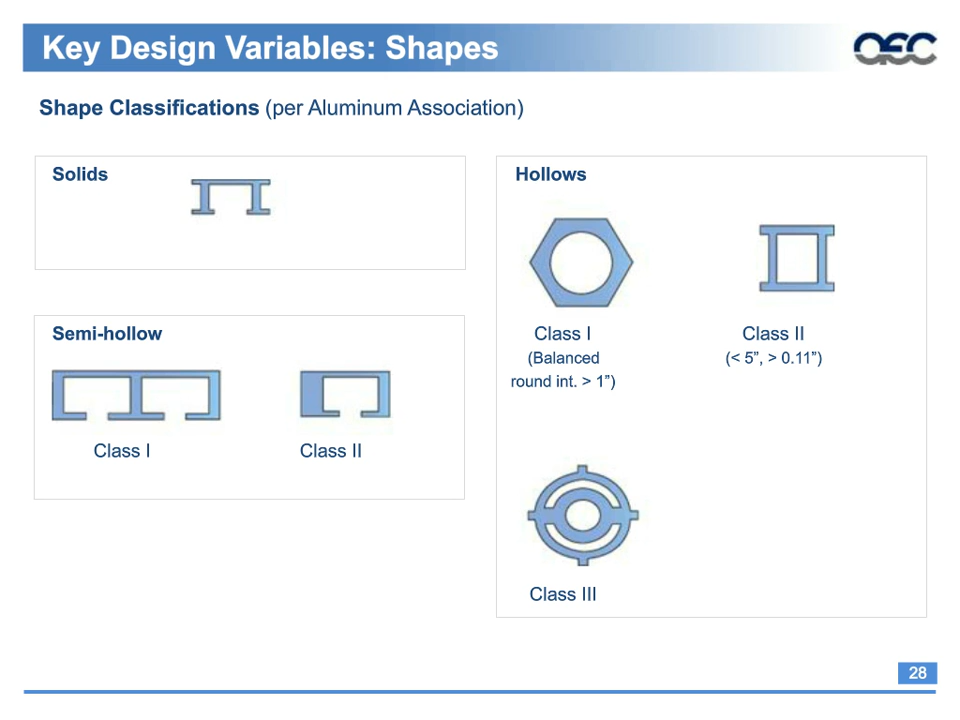 Key Design Variables: Shapes
AEC
Shape Classifications (per Aluminum Association)
Solids
Semi-hollow
Class I
Class II
Hollows
Class I
(Balanced
round int. > 1”)
Class II
(< 5”, > 0.11”)
Class III
28